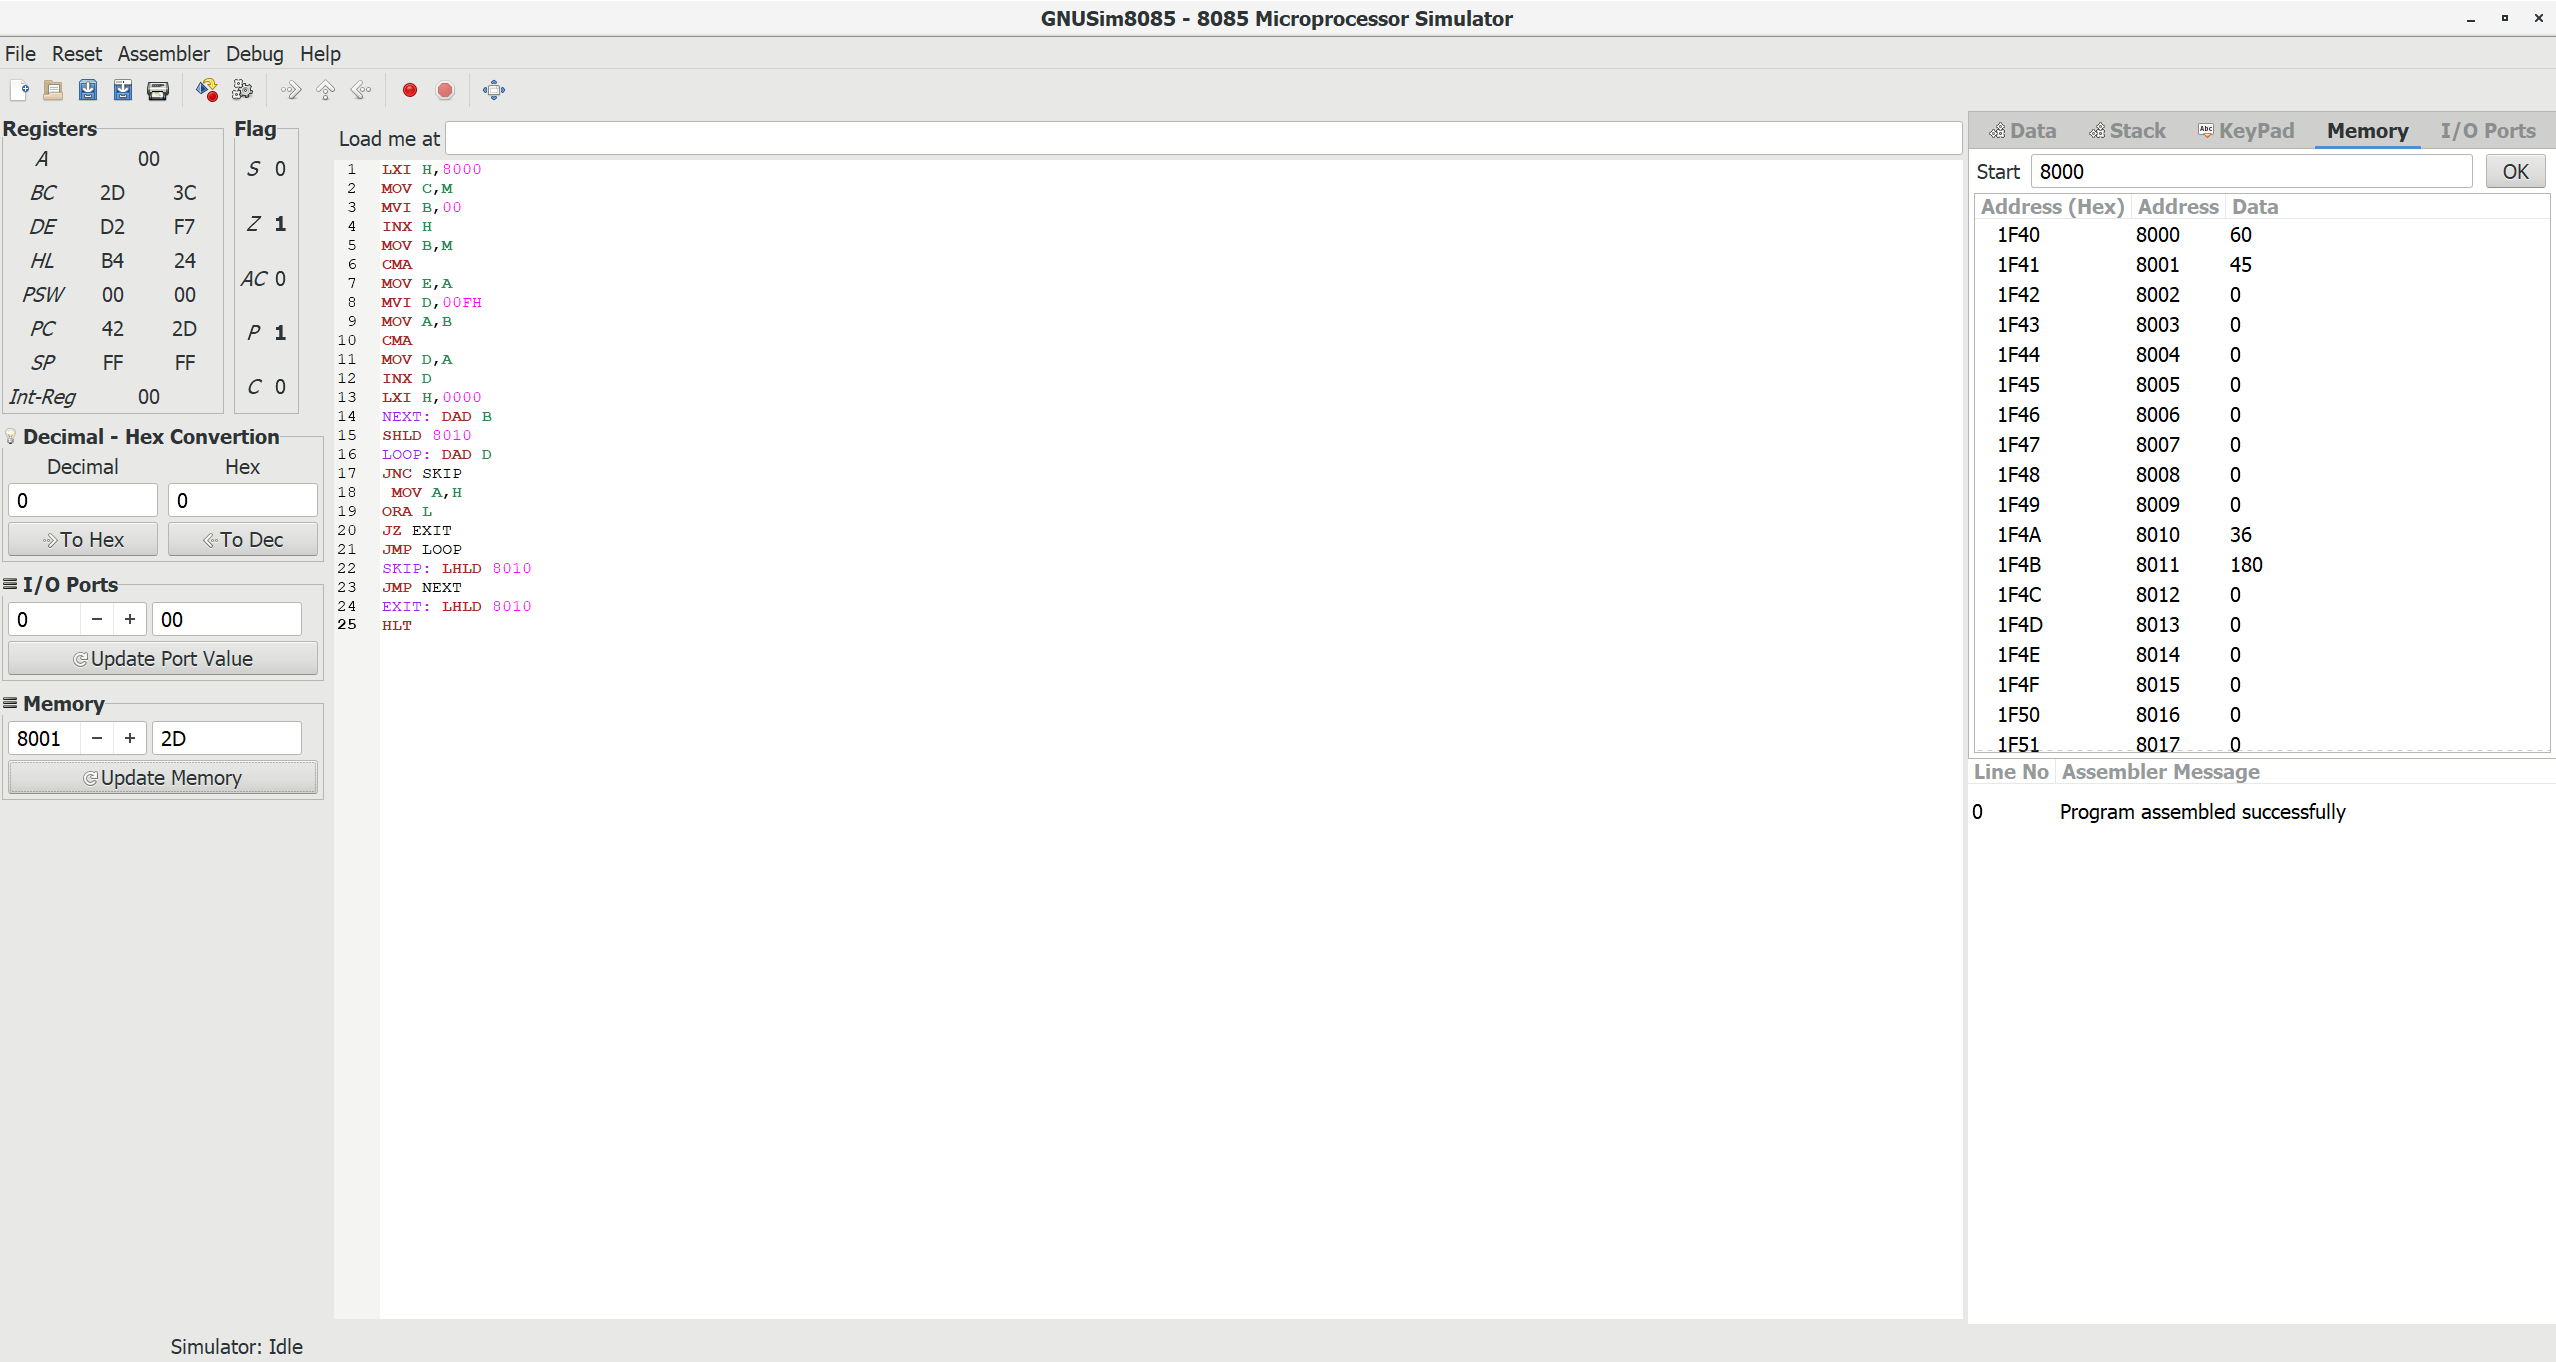 GNUSim8085 - 8085 Microprocessor Simulator
File Reset Assembler Debug Help
Registers
A 00
BC 2D 3C
DE D2 F7
HL B4 24
PSW 00 00
PC 42 2D
SP FF FF
Int-Reg 00
Flag
S 0
Z 1
AC 0
P 1
C 0
Decimal - Hex Convertion
Decimal Hex
0 0
To Hex To Dec
I/O Ports
0 - + 00
Update Port Value
Memory
8001 - + 2D
Update Memory
Load me at
1 LXI H,8000
2 MOV C,M
3 MVI B,00
4 INX H
5 MOV B,M
6 CMA
7 MOV E,A
8 MVI D,00FH
9 MOV A,B
10 CMA
11 MOV D,A
12 INX D
13 LXI H,0000
14 NEXT: DAD B
15 SHLD 8010
16 LOOP: DAD D
17 JNC SKIP
18 MOV A,H
19 ORA L
20 JZ EXIT
21 JMP LOOP
22 SKIP: LHLD 8010
23 JMP NEXT
24 EXIT: LHLD 8010
25 HLT
Data Stack Abc KeyPad Memory I/O Ports
Start 8000 OK
Address (Hex) Address Data
1F40 8000 60
1F41 8001 45
1F42 8002 0
1F43 8003 0
1F44 8004 0
1F45 8005 0
1F46 8006 0
1F47 8007 0
1F48 8008 0
1F49 8009 0
1F4A 8010 36
1F4B 8011 180
1F4C 8012 0
1F4D 8013 0
1F4E 8014 0
1F4F 8015 0
1F50 8016 0
1F51 8017 0
Line No Assembler Message
0 Program assembled successfully
Simulator: Idle